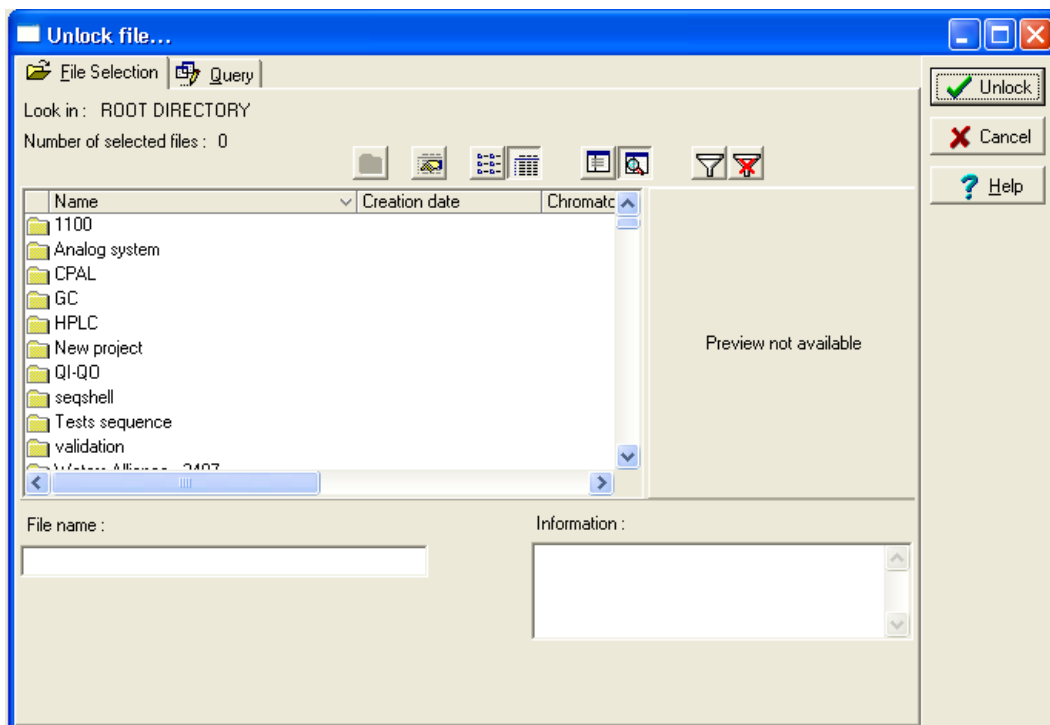 Unlock file...
File Selection
Query
Unlock
Look in : ROOT DIRECTORY
Number of selected files : 0
Cancel
Help
Name
Creation date
Chromatc
1100
Analog system
CPAL
GC
HPLC
New project
QI-QO
seqshell
Tests sequence
validation
Preview not available
File name :
Information :